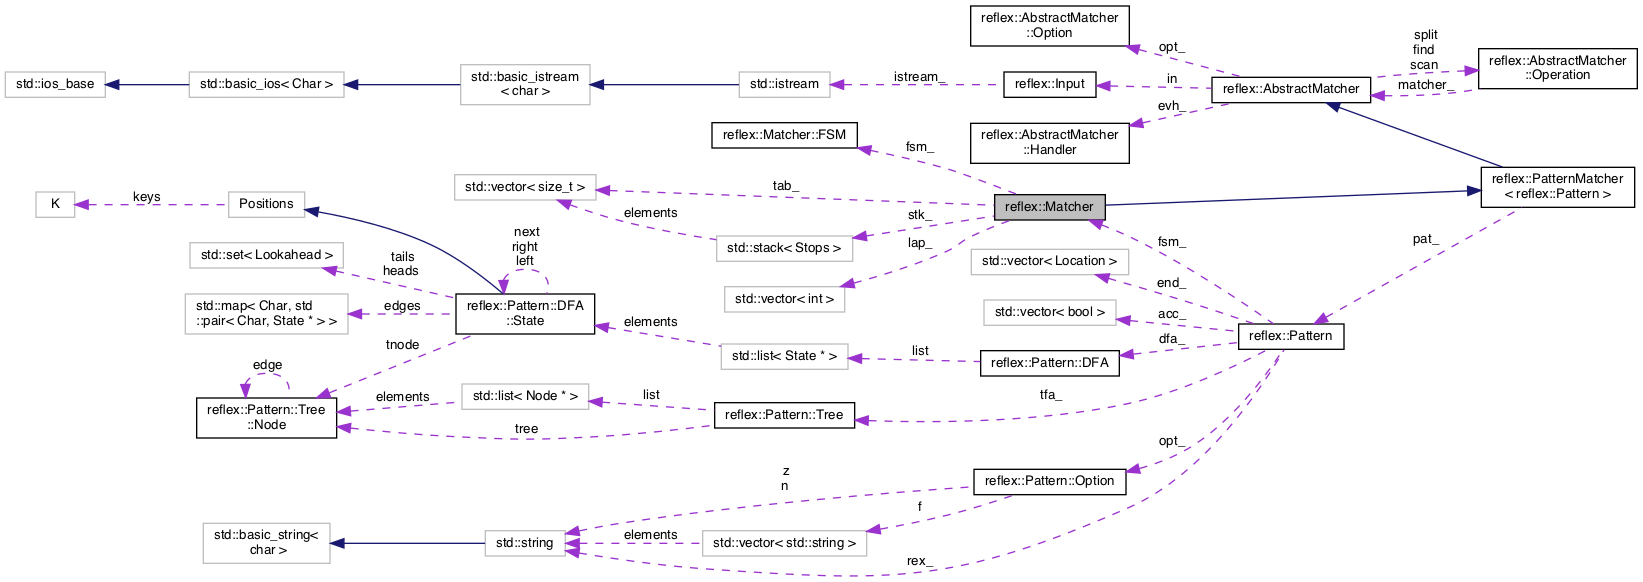 reflex::AbstractMatcher
::Option
split
find
scan
opt_
reflex::AbstractMatcher
::Operation
std::ios_base
std::basic_ios< Char >
std::basic_istream
< char >
std::istream
istream_
reflex::Input
in
reflex::AbstractMatcher
matcher_
evh_
reflex::Matcher::FSM
reflex::AbstractMatcher
::Handler
fsm_
K
keys
Positions
std::vector< size_t >
tab_
reflex::Matcher
reflex::PatternMatcher
< reflex::Pattern >
elements
stk_
std::set< Lookahead >
tails
heads
next
right
left
std::stack< Stops >
lap_
std::vector< Location >
fsm_
pat_
std::map< Char, std
::pair< Char, State * > >
edges
reflex::Pattern::DFA
::State
std::vector< int >
end_
std::vector< bool >
acc_
elements
reflex::Pattern
tnode
std::list< State * >
list
reflex::Pattern::DFA
dfa_
edge
reflex::Pattern::Tree
::Node
elements
std::list< Node * >
list
tfa_
reflex::Pattern::Tree
tree
opt_
z
n
reflex::Pattern::Option
f
std::basic_string<
char >
std::string
elements
std::vector< std::string >
rex_